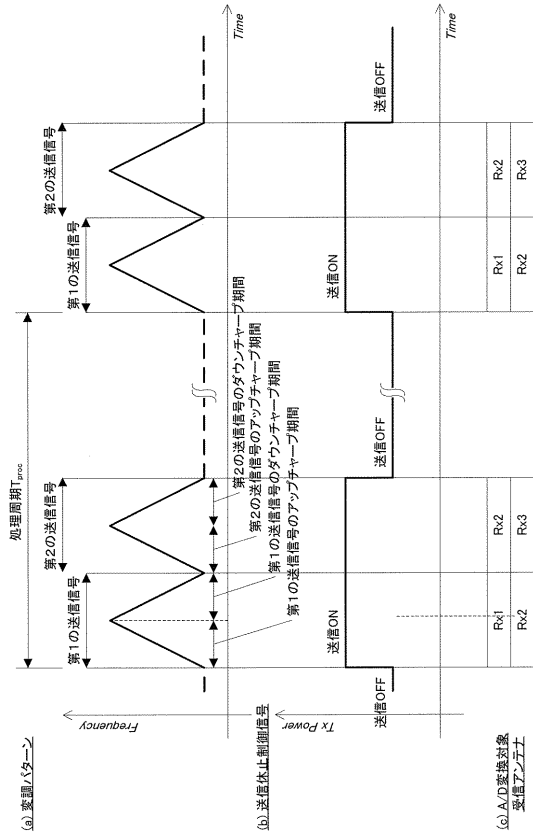 (a) 変調パターン
処理周期Tproc
第1の送信信号
第2の送信信号
第1の送信信号
第2の送信信号
Frequency
Time
第2の送信信号のダウンチャープ期間
第2の送信信号のアップチャープ期間
第1の送信信号のダウンチャープ期間
第1の送信信号のアップチャープ期間
(b) 送信休止制御信号
Tx Power
送信OFF
送信ON
送信OFF
送信ON
送信OFF
Time
(c) A/D変換対象
受信アンテナ
Rx1
Rx2
Rx1
Rx2
Rx2
Rx3
Rx2
Rx3